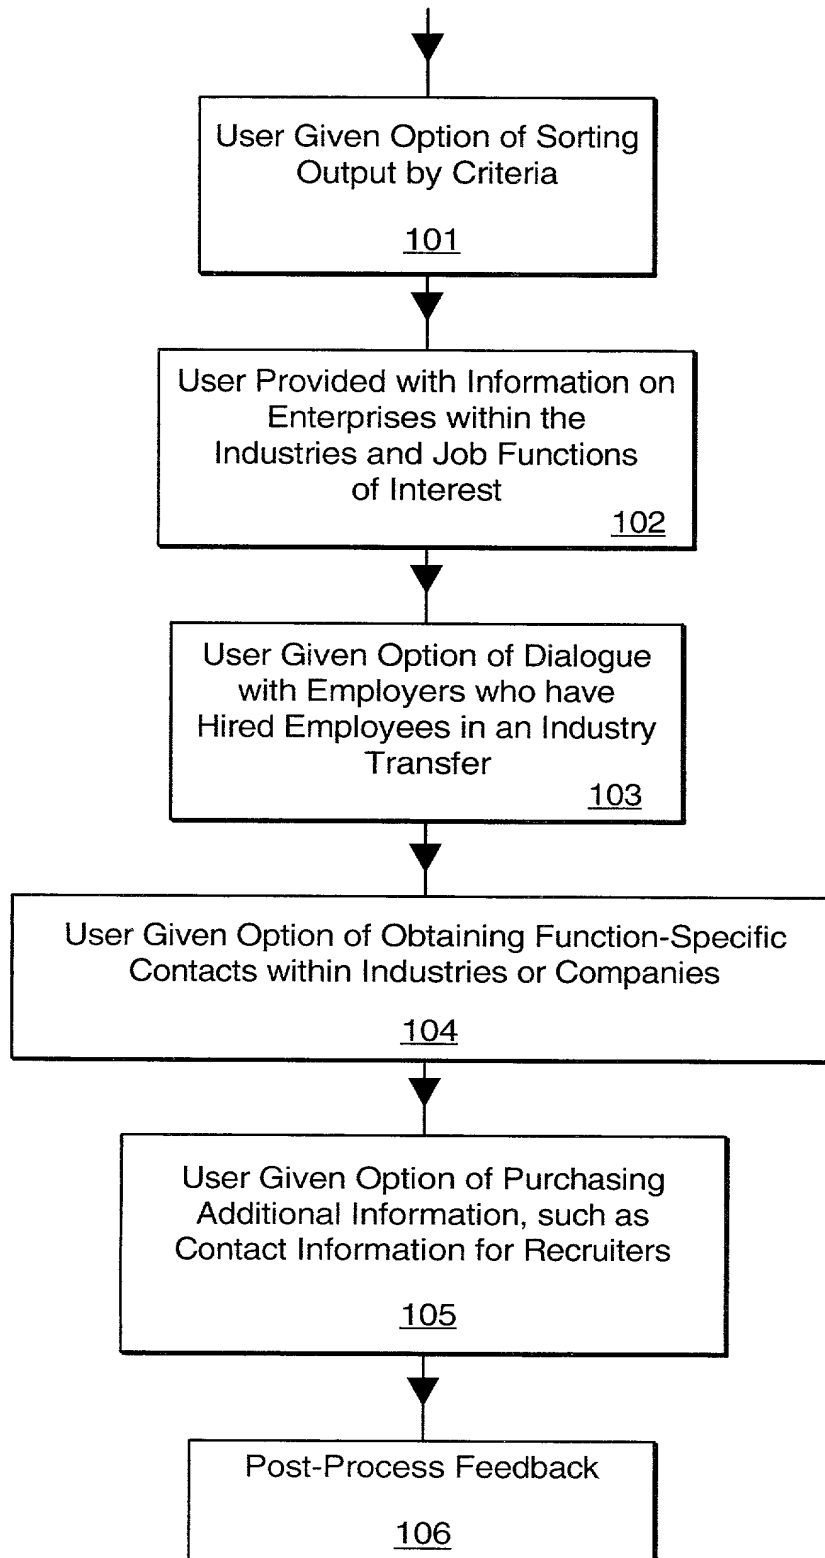 User Given Option of Sorting
Output by Criteria
101
User Provided with Information on
Enterprises within the
Industries and Job Functions
of Interest
102
User Given Option of Dialogue
with Employers who have
Hired Employees in an Industry
Transfer
103
User Given Option of Obtaining Function-Specific
Contacts within Industries or Companies
104
User Given Option of Purchasing
Additional Information, such as
Contact Information for Recruiters
105
Post-Process Feedback
106